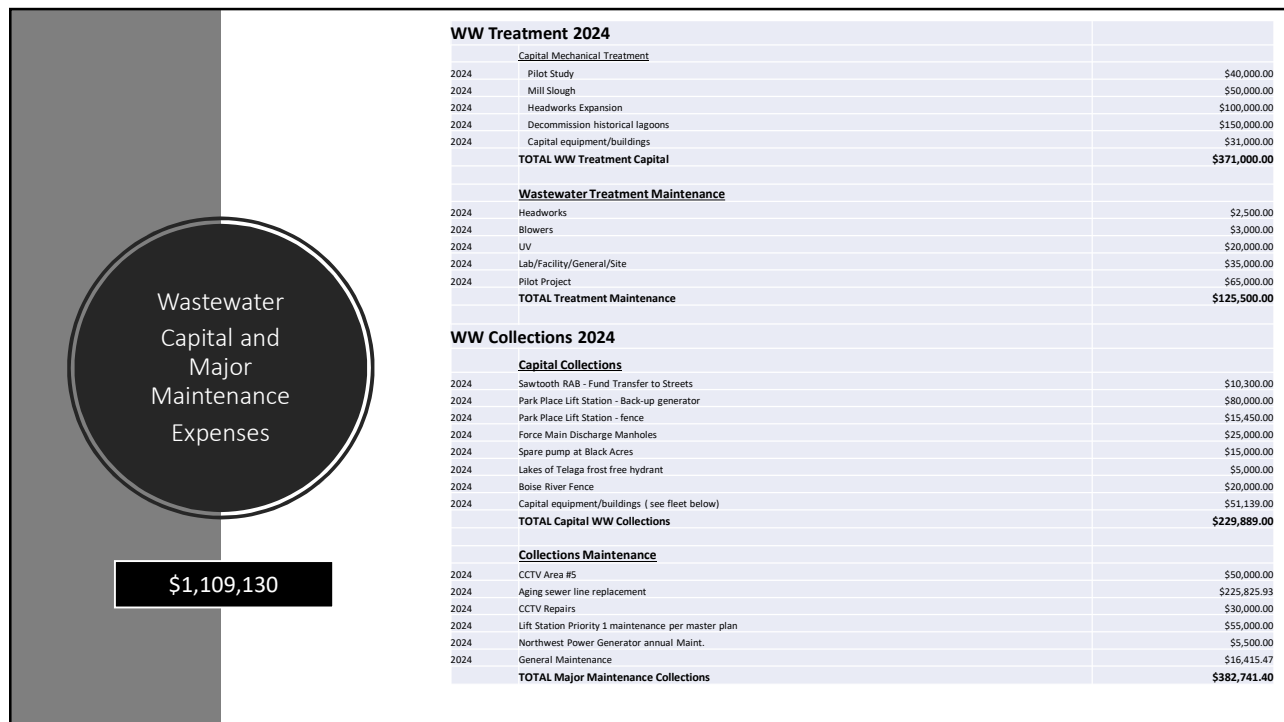 Wastewater
Capital and
Major
Maintenance
Expenses
$1,109,130
WW Treatment 2024
Capital Mechanical Treatment
2024 Pilot Study $40,000.00
2024 Mill Slough $50,000.00
2024 Headworks Expansion $100,000.00
2024 Decommission historical lagoons $150,000.00
2024 Capital equipment/buildings $31,000.00
TOTAL WW Treatment Capital $371,000.00
Wastewater Treatment Maintenance
2024 Headworks $2,500.00
2024 Blowers $3,000.00
2024 UV $20,000.00
2024 Lab/Facility/General/Site $35,000.00
2024 Pilot Project $65,000.00
TOTAL Treatment Maintenance $125,500.00
WW Collections 2024
Capital Collections
2024 Sawtooth RAB - Fund Transfer to Streets $10,300.00
2024 Park Place Lift Station - Back-up generator $80,000.00
2024 Park Place Lift Station - fence $15,450.00
2024 Force Main Discharge Manholes $25,000.00
2024 Spare pump at Black Acres $15,000.00
2024 Lakes of Telaga frost free hydrant $5,000.00
2024 Boise River Fence $20,000.00
2024 Capital equipment/buildings ( see fleet below) $51,139.00
TOTAL Capital WW Collections $229,889.00
Collections Maintenance
2024 CCTV Area #5 $50,000.00
2024 Aging sewer line replacement $225,825.93
2024 CCTV Repairs $30,000.00
2024 Lift Station Priority 1 maintenance per master plan $55,000.00
2024 Northwest Power Generator annual Maint. $5,500.00
2024 General Maintenance $16,415.47
TOTAL Major Maintenance Collections $382,741.40